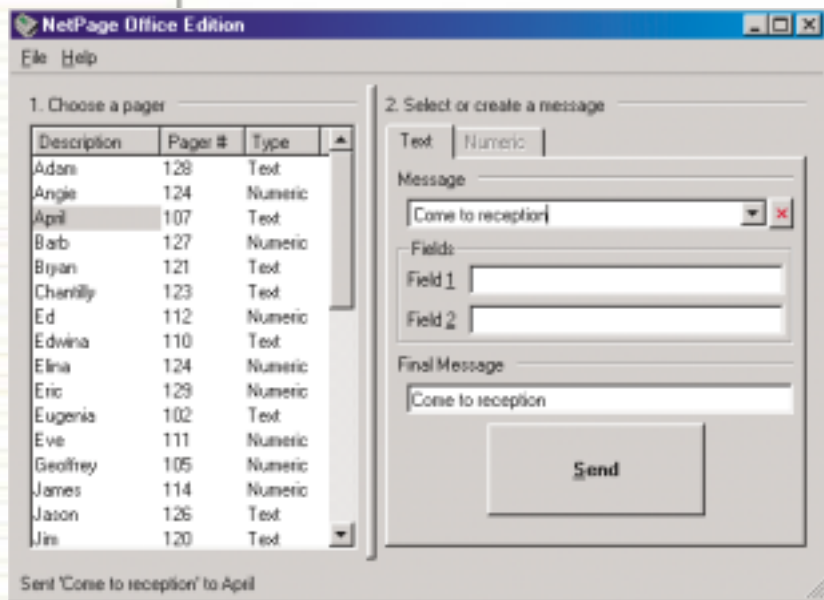 NetPage Office Edition
File Help
1. Choose a pager
Description Pager # Type
Adam 128 Text
Angie 124 Numeric
April 107 Text
Barb 127 Numeric
Bryan 121 Text
Chantilly 123 Text
Ed 112 Numeric
Edwina 110 Text
Elina 124 Numeric
Eric 129 Numeric
Eugenia 102 Text
Eve 111 Numeric
Geoffrey 105 Numeric
James 114 Numeric
Jason 126 Text
Jim 120 Text
2. Select or create a message
Text Numeric
Message
Come to reception
Fields
Field 1
Field 2
Final Message
Come to reception
Send
Sent 'Come to reception' to April